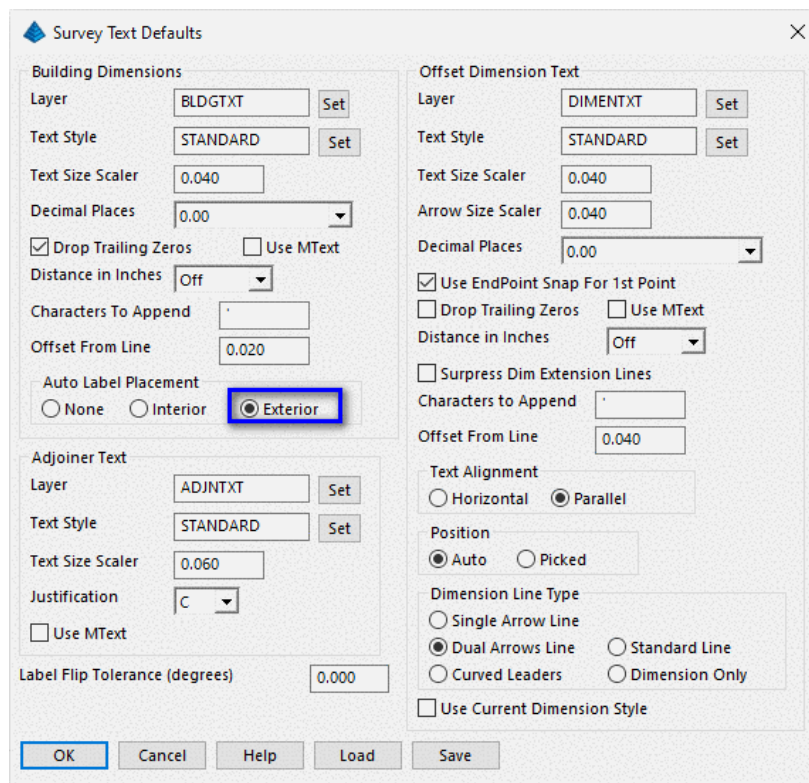 Survey Text Defaults
Building Dimensions
Layer BLDGTXT Set
Text Style STANDARD Set
Text Size Scaler 0.040
Decimal Places 0.00
Drop Trailing Zeros Use MText
Distance in Inches Off
Characters To Append '
Offset From Line 0.020
Auto Label Placement
None Interior Exterior
Adjoiner Text
Layer ADJNTXT Set
Text Style STANDARD Set
Text Size Scaler 0.060
Justification C
Use MText
Label Flip Tolerance (degrees) 0.000
Offset Dimension Text
Layer DIMENTXT Set
Text Style STANDARD Set
Text Size Scaler 0.040
Arrow Size Scaler 0.040
Decimal Places 0.00
Use EndPoint Snap For 1st Point
Drop Trailing Zeros Use MText
Distance in Inches Off
Surpress Dim Extension Lines
Characters to Append '
Offset From Line 0.040
Text Alignment
Horizontal Parallel
Position
Auto Picked
Dimension Line Type
Single Arrow Line
Dual Arrows Line Standard Line
Curved Leaders Dimension Only
Use Current Dimension Style
OK Cancel Help Load Save